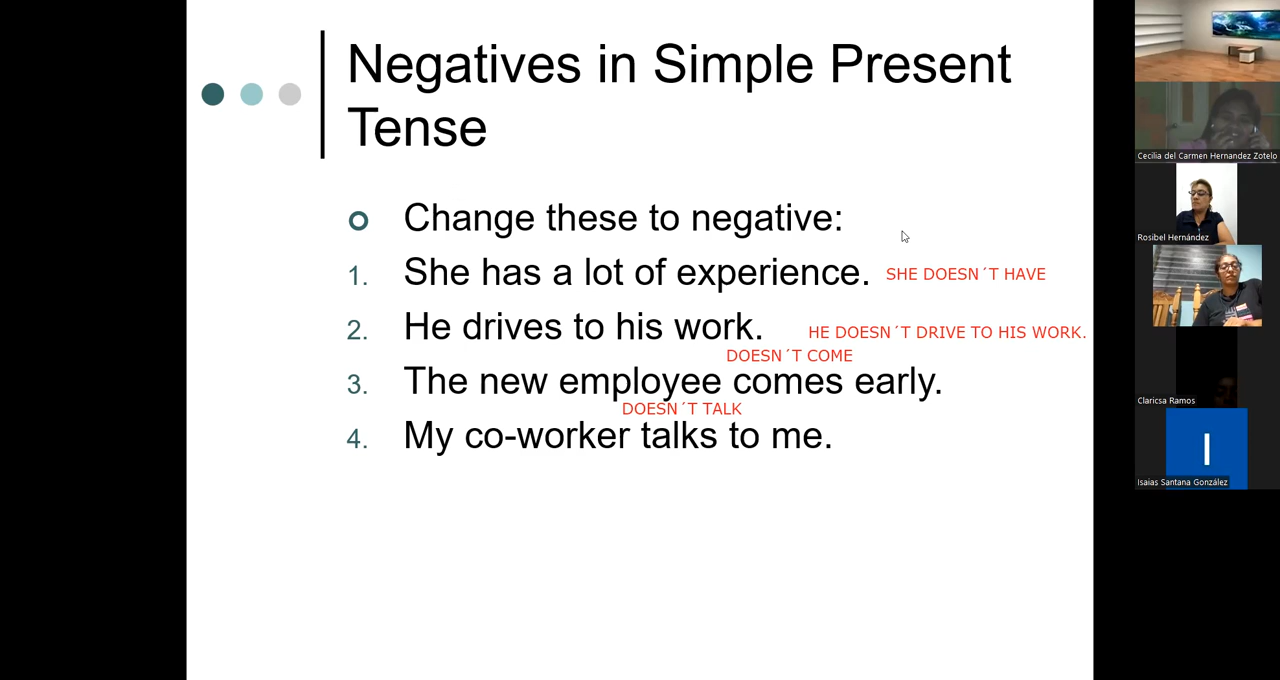 Negatives in Simple Present
Tense
Change these to negative:
1. She has a lot of experience. SHE DOESN´T HAVE
2. He drives to his work. HE DOESN´T DRIVE TO HIS WORK.
DOESN´T COME
3. The new employee comes early.
DOESN´T TALK
4. My co-worker talks to me.
Cecilia del Carmen Hernandez Zotelo
Rosibel Hernández
Claricsa Ramos
I
Isaias Santana González